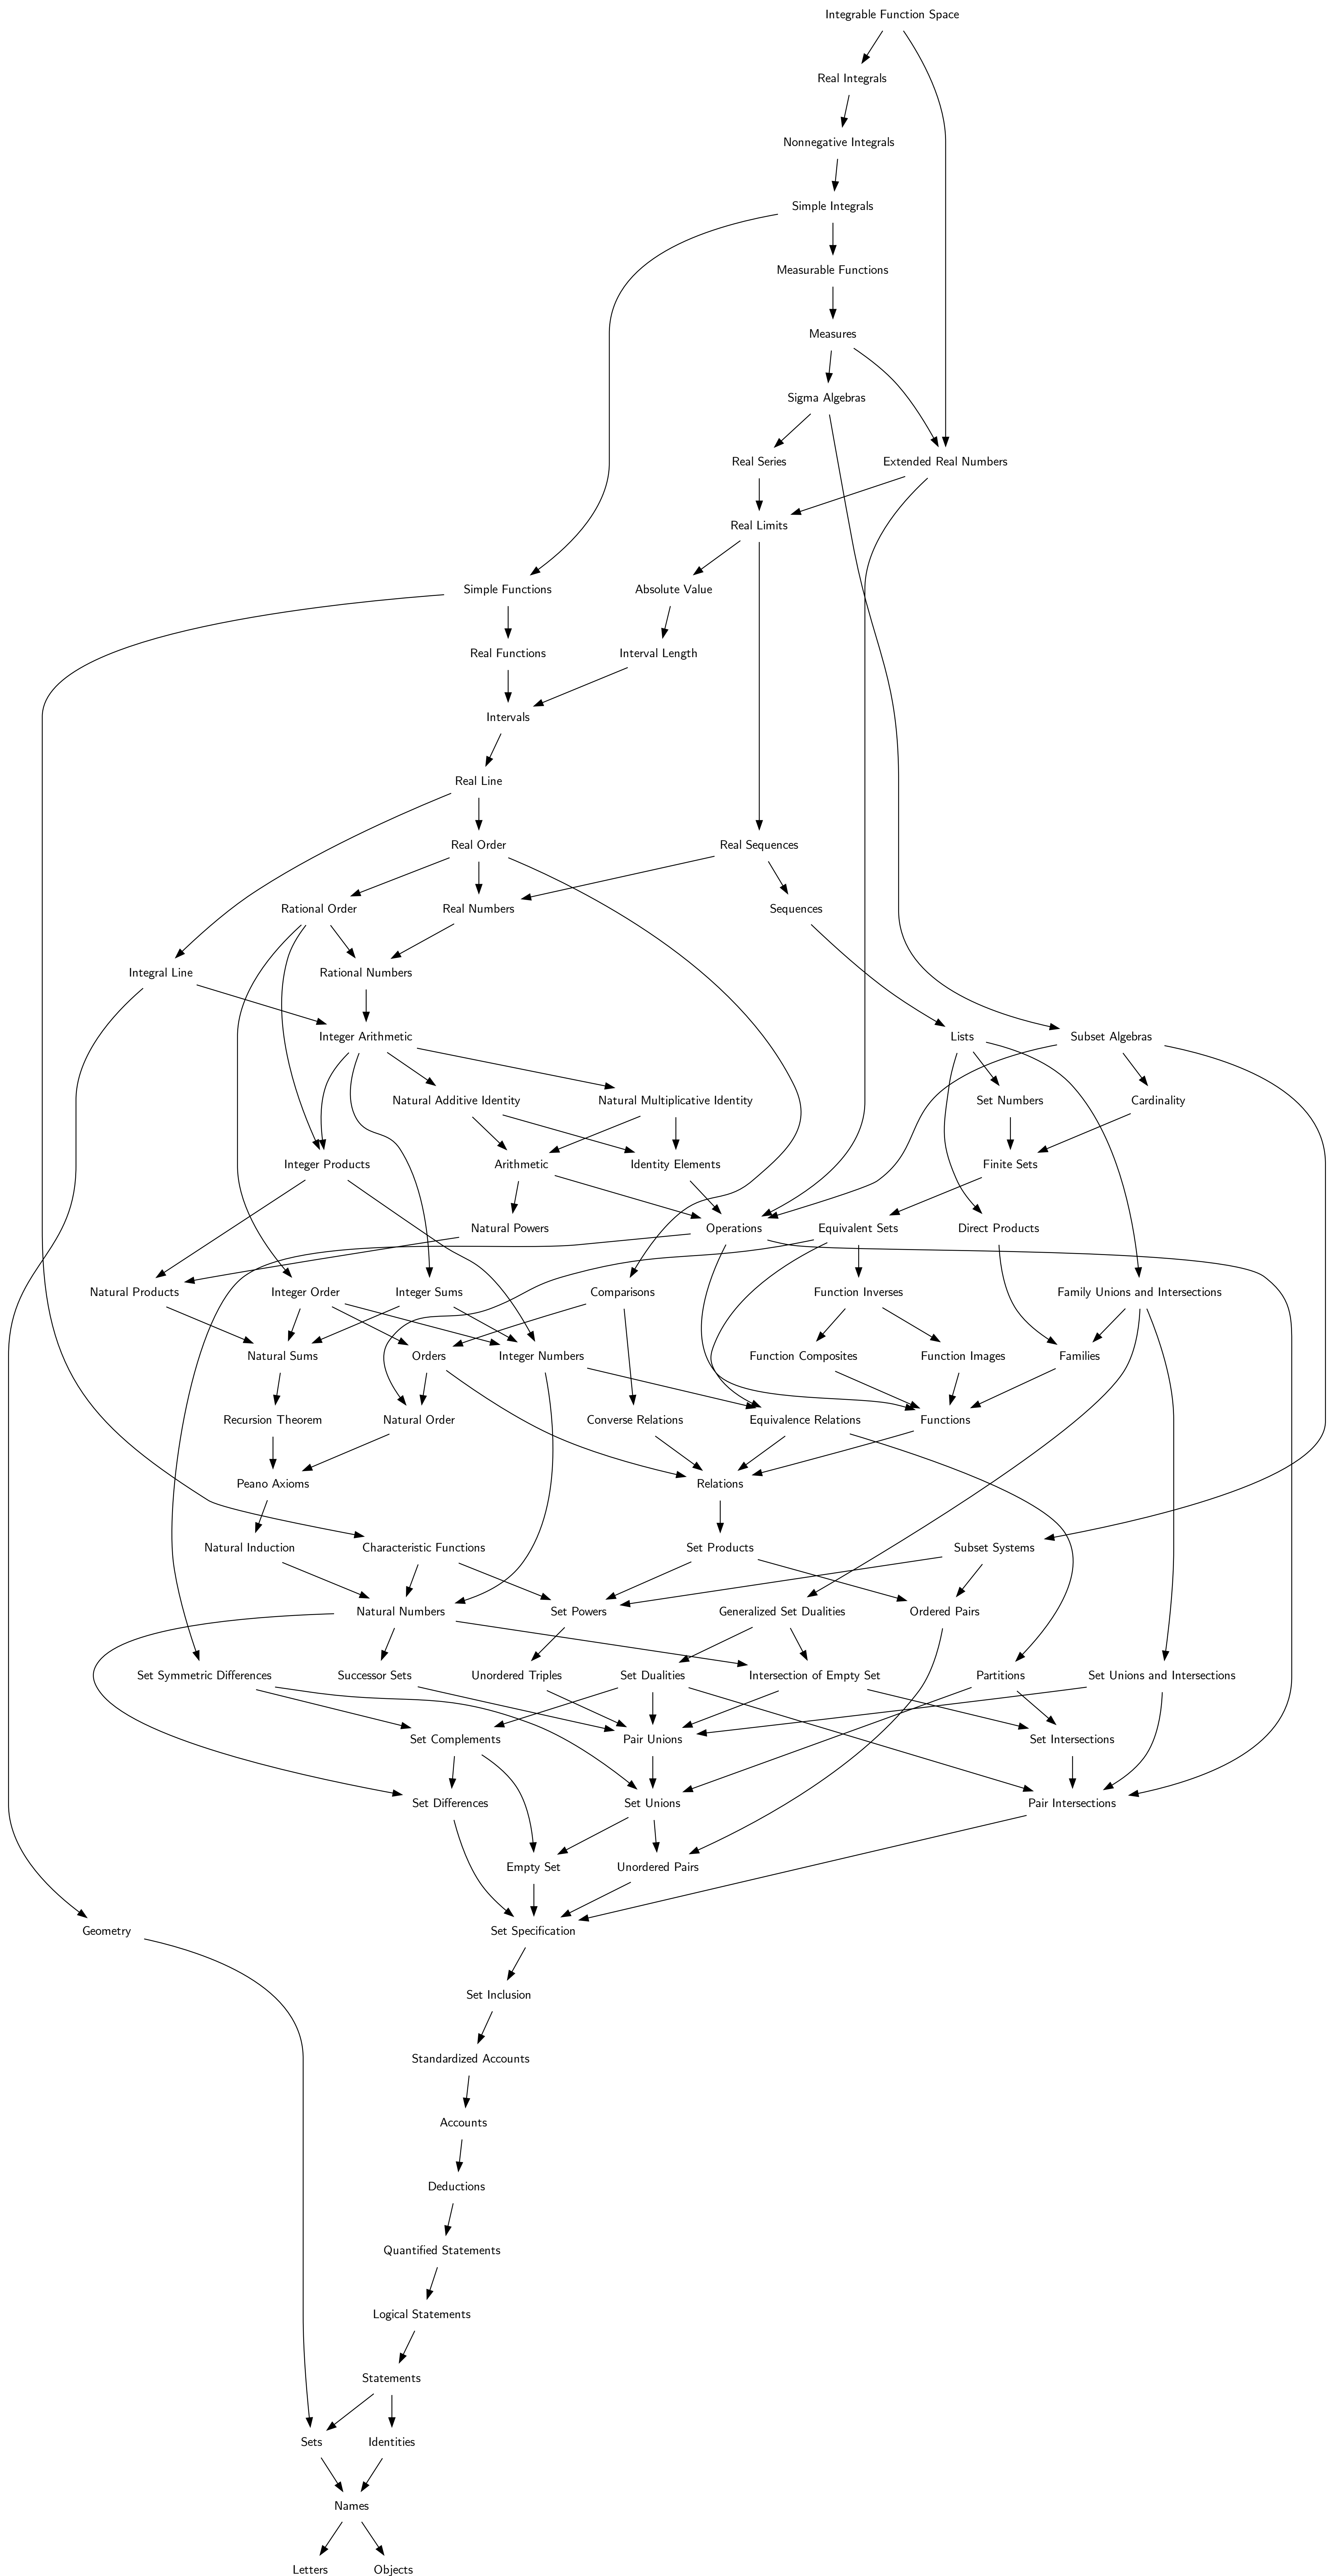 Integrable Function Space
Real Integrals
Nonnegative Integrals
Simple Integrals
Measurable Functions
Measures
Sigma Algebras
Real Series
Extended Real Numbers
Real Limits
Simple Functions
Absolute Value
Real Functions
Interval Length
Intervals
Real Line
Real Order
Real Sequences
Rational Order
Real Numbers
Sequences
Integral Line
Rational Numbers
Integer Arithmetic
Lists
Subset Algebras
Natural Additive Identity
Natural Multiplicative Identity
Set Numbers
Cardinality
Integer Products
Arithmetic
Identity Elements
Finite Sets
Natural Powers
Operations
Equivalent Sets
Direct Products
Natural Products
Integer Order
Integer Sums
Comparisons
Function Inverses
Family Unions and Intersections
Natural Sums
Orders
Integer Numbers
Function Composites
Function Images
Families
Recursion Theorem
Natural Order
Converse Relations
Equivalence Relations
Functions
Peano Axioms
Relations
Natural Induction
Characteristic Functions
Set Products
Subset Systems
Natural Numbers
Set Powers
Generalized Set Dualities
Ordered Pairs
Set Symmetric Differences
Successor Sets
Unordered Triples
Set Dualities
Intersection of Empty Set
Partitions
Set Unions and Intersections
Set Complements
Pair Unions
Set Intersections
Set Differences
Set Unions
Pair Intersections
Empty Set
Unordered Pairs
Geometry
Set Specification
Set Inclusion
Standardized Accounts
Accounts
Deductions
Quantified Statements
Logical Statements
Statements
Sets
Identities
Names
Letters
Objects